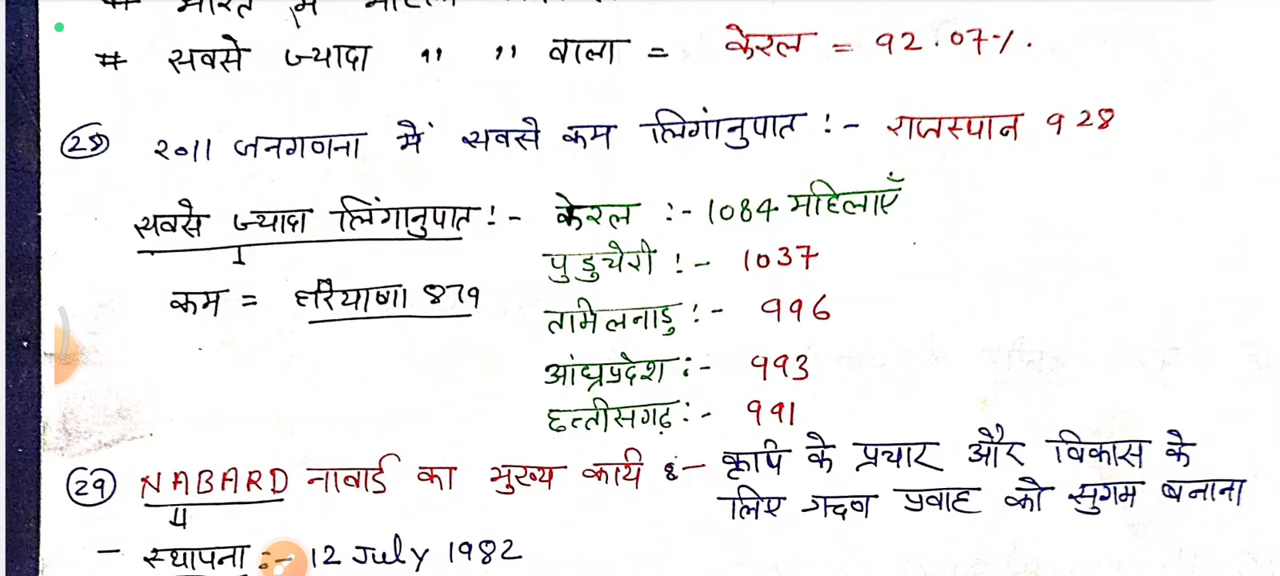 # भारत में
# सबसे ज्यादा " " वाला = केरल = 92.07%.
(28) 2011 जनगणना में सबसे कम लिगांनुपात :- राजस्थान 928
सबसे ज्यादा लिंगानुपात :- केरल :- 1084 महिलाएँ
पुडुचेरी :- 1037
कम = हरियाणा 879
तामिलनाडु :- 996
आंध्रप्रदेश :- 993
छत्तीसगढ़ :- 991
(29) NABARD नाबार्ड का मुख्य कार्य :- कृषि के प्रचार और विकास के
लिए प्रवाह को सुगम बनाना
- स्थापना :- 12 July 1982